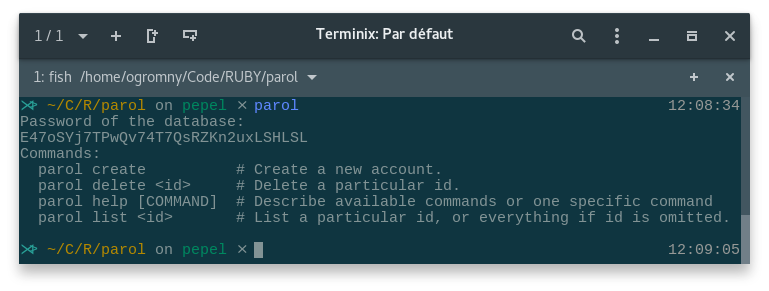 1 / 1 Terminix: Par défaut
1: fish /home/ogromny/Code/RUBY/parol
~/C/R/parol on pepel × parol 12:08:34
Password of the database:
E47oSYj7TPwQv74T7QsRZKn2uxLSHLSL
Commands:
parol create # Create a new account.
parol delete <id> # Delete a particular id.
parol help [COMMAND] # Describe available commands or one specific command
parol list <id> # List a particular id, or everything if id is omitted.
~/C/R/parol on pepel × 12:09:05